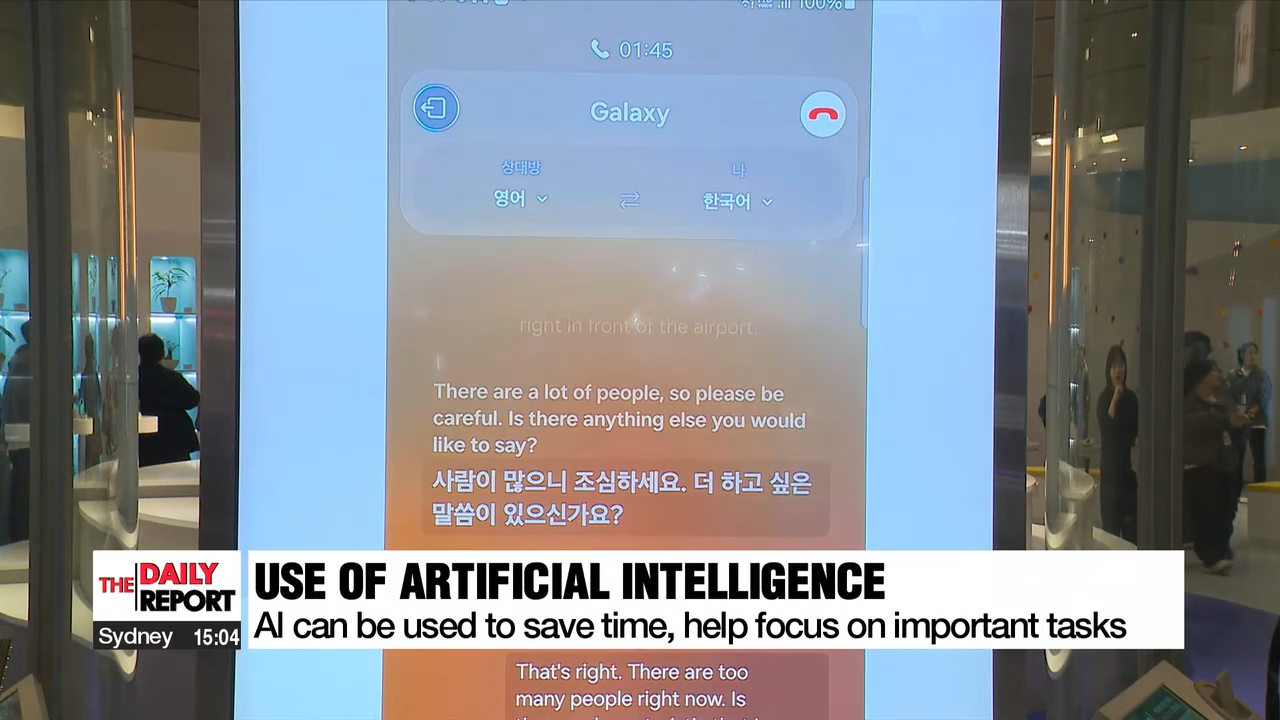 100%
01:45
Galaxy
상대방
나
영어
한국어
right in front of the airport.
There are a lot of people, so please be
careful. Is there anything else you would
like to say?
사람이 많으니 조심하세요. 더 하고 싶은
말씀이 있으신가요?
THE DAILY
REPORT
USE OF ARTIFICIAL INTELLIGENCE
Sydney 15:04
AI can be used to save time, help focus on important tasks
That's right. There are too
many people right now. Is